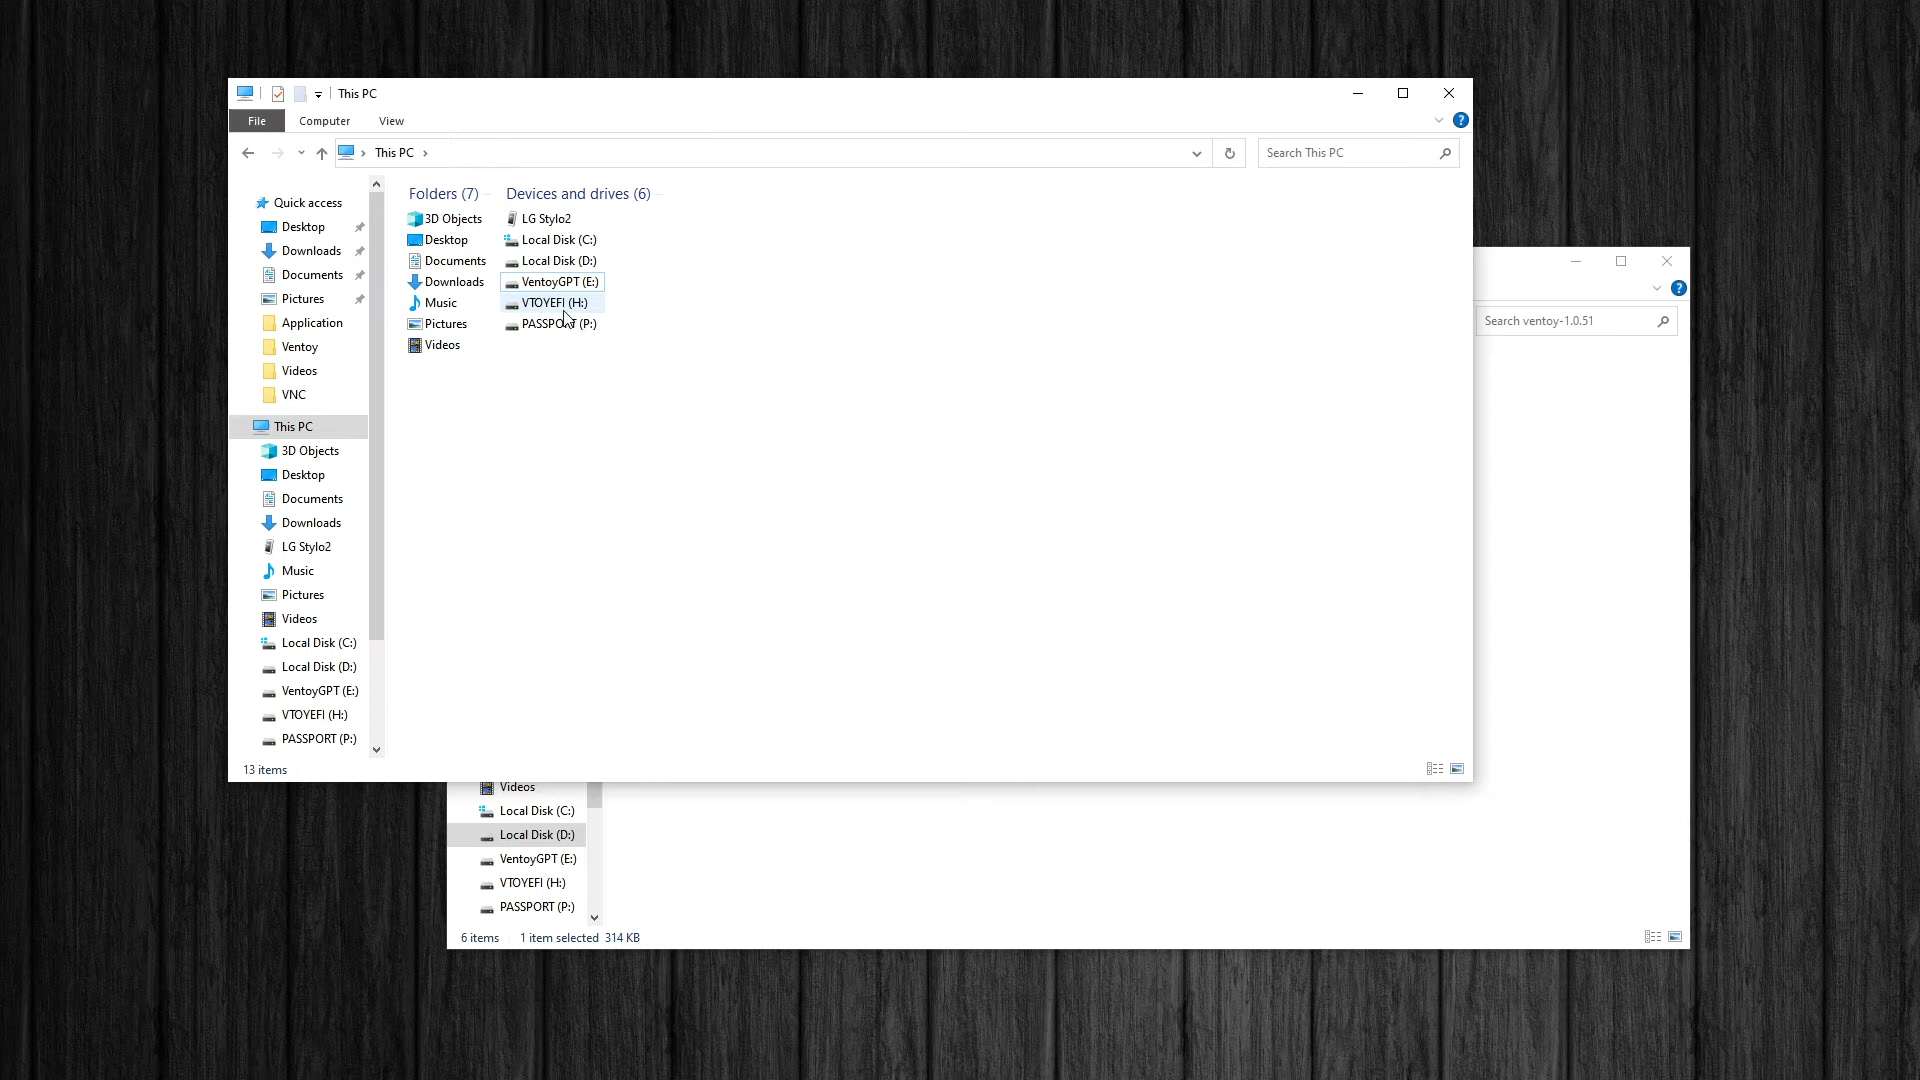 This PC
File Computer View
This PC
Search This PC
Quick access
Desktop
Downloads
Documents
Pictures
Application
Ventoy
Videos
VNC
This PC
3D Objects
Desktop
Documents
Downloads
LG Stylo2
Music
Pictures
Videos
Local Disk (C:)
Local Disk (D:)
VentoyGPT (E:)
VTOYEFI (H:)
PASSPORT (P:)
Folders (7)
3D Objects
Desktop
Documents
Downloads
Music
Pictures
Videos
Devices and drives (6)
LG Stylo2
Local Disk (C:)
Local Disk (D:)
VentoyGPT (E:)
VTOYEFI (H:)
PASSPORT (P:)
13 items
Search ventoy-1.0.51
Videos
Local Disk (C:)
Local Disk (D:)
VentoyGPT (E:)
VTOYEFI (H:)
PASSPORT (P:)
6 items 1 item selected 314 KB